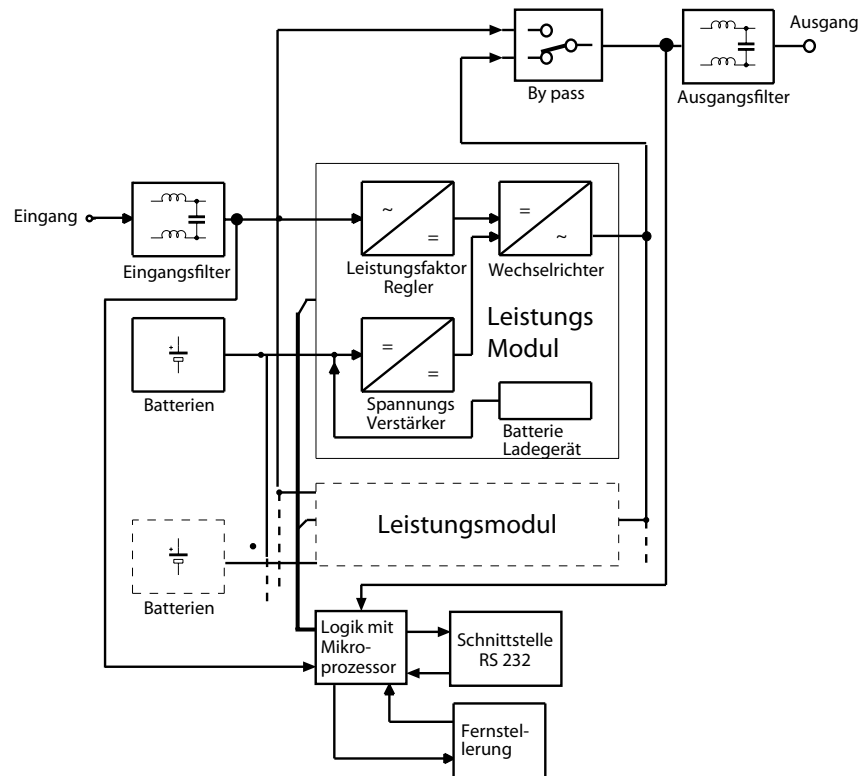 Ausgang
By pass
Ausgangsfilter
Eingang
Eingangsfilter
~
=
Leistungsfaktor
Regler
=
~
Wechselrichter
Leistungs
Modul
+
Batterien
=
=
Spannungs
Verstärker
Batterie
Ladegerät
Leistungsmodul
+
Batterien
Logik mit
Mikro-
prozessor
Schnittstelle
RS 232
Fernstel-
lerung